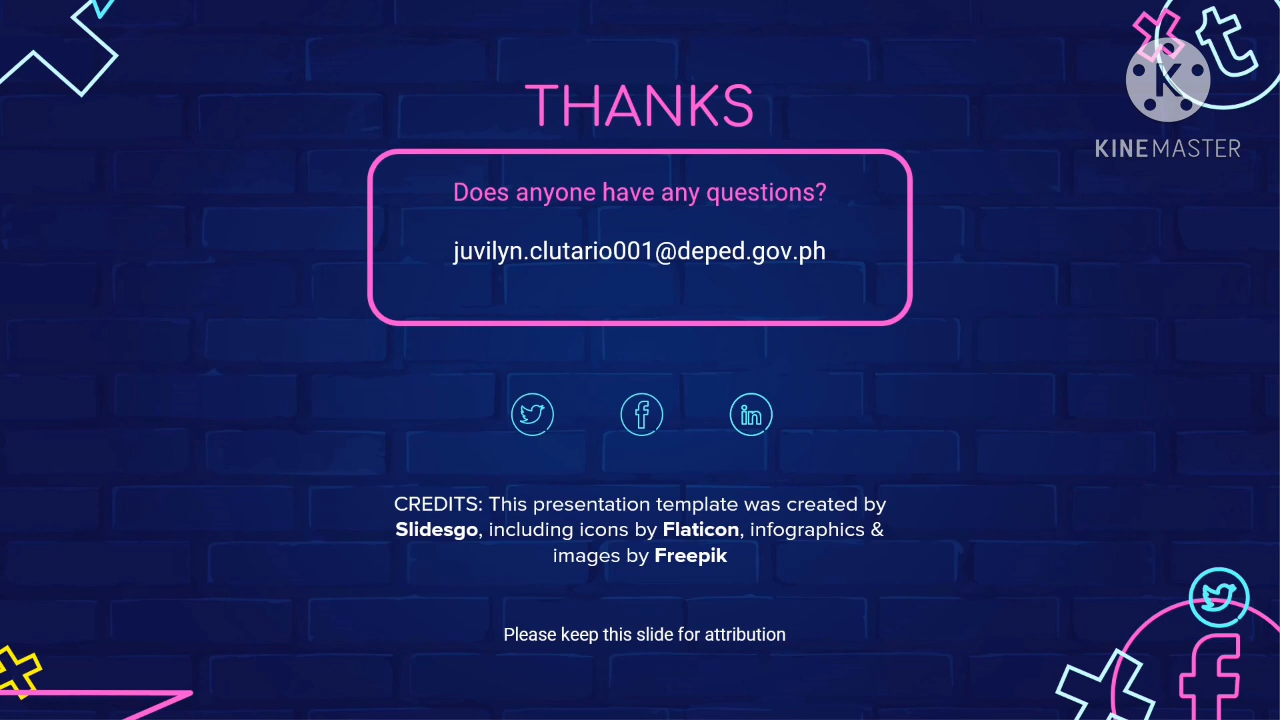 THANKS
KINEMASTER
Does anyone have any questions?
juvilyn.clutario001@deped.gov.ph
CREDITS: This presentation template was created by
Slidesgo, including icons by Flaticon, infographics &
images by Freepik
Please keep this slide for attribution